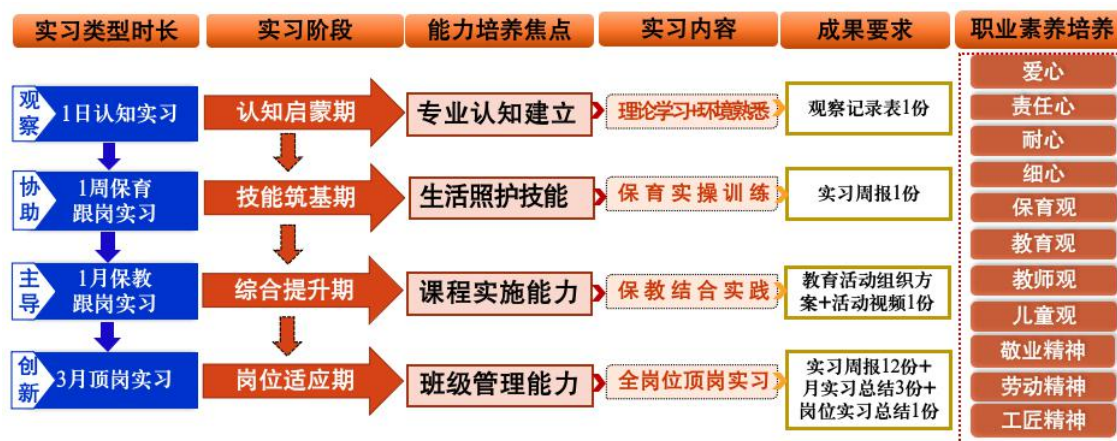 实习类型时长
实习阶段
能力培养焦点
实习内容
成果要求
职业素养培养
观察
1日认知实习
认知启蒙期
专业认知建立
理论学习+环境熟悉
观察记录表1份
协助
1周保育
跟岗实习
技能筑基期
生活照护技能
保育实操训练
实习周报1份
主导
1月保教
跟岗实习
综合提升期
课程实施能力
保教结合实践
教育活动组织方
案+活动视频1份
创新
3月顶岗实习
岗位适应期
班级管理能力
全岗位顶岗实习
实习周报12份+
月实习总结3份+
岗位实习总结1份
爱心
责任心
耐心
细心
保育观
教育观
教师观
儿童观
敬业精神
劳动精神
工匠精神